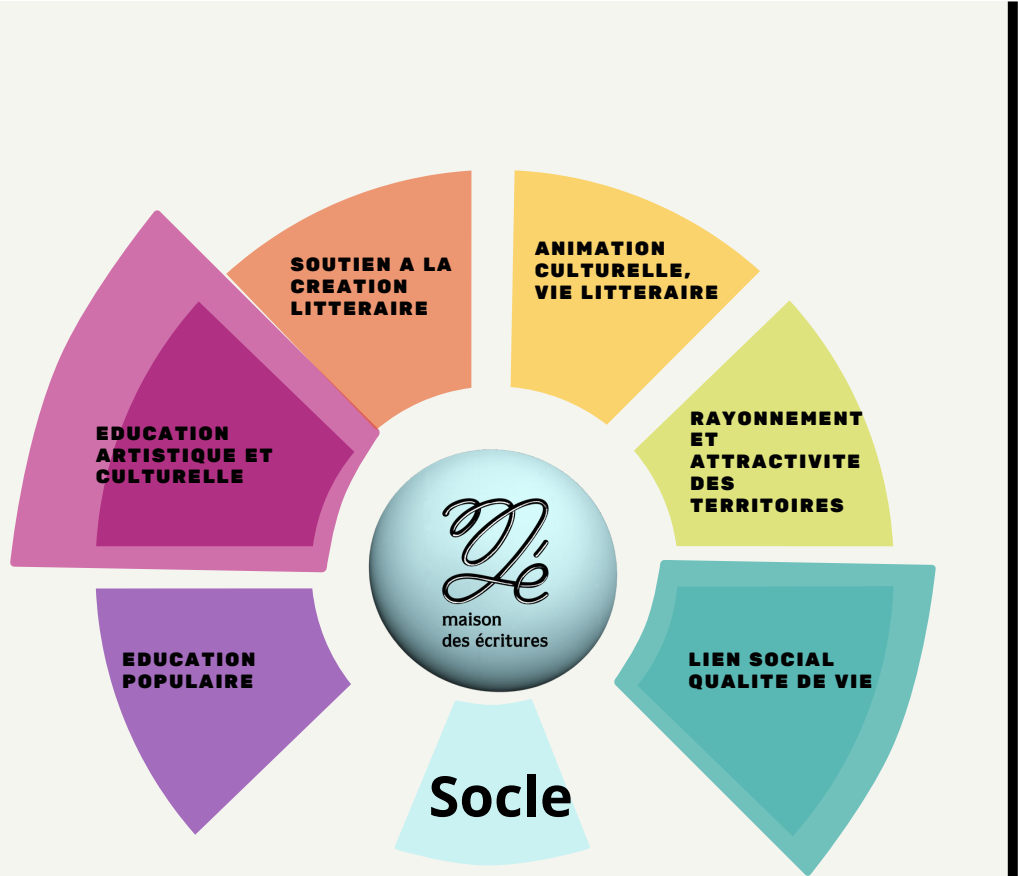 SOUTIEN A LA
CREATION
LITTERAIRE
ANIMATION
CULTURELLE,
VIE LITTERAIRE
EDUCATION
ARTISTIQUE ET
CULTURELLE
RAYONNEMENT
ET
ATTRACTIVITE
DES
TERRITOIRES
Mé
maison
des écritures
EDUCATION
POPULAIRE
LIEN SOCIAL
QUALITE DE VIE
Socle